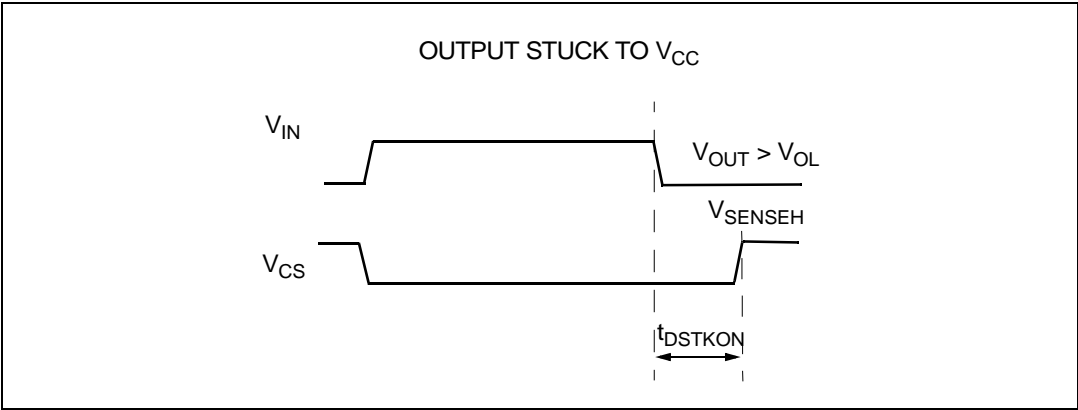 OUTPUT STUCK TO VCC
VIN
VOUT > VOL
VSENSEH
VCS
tDSTKON